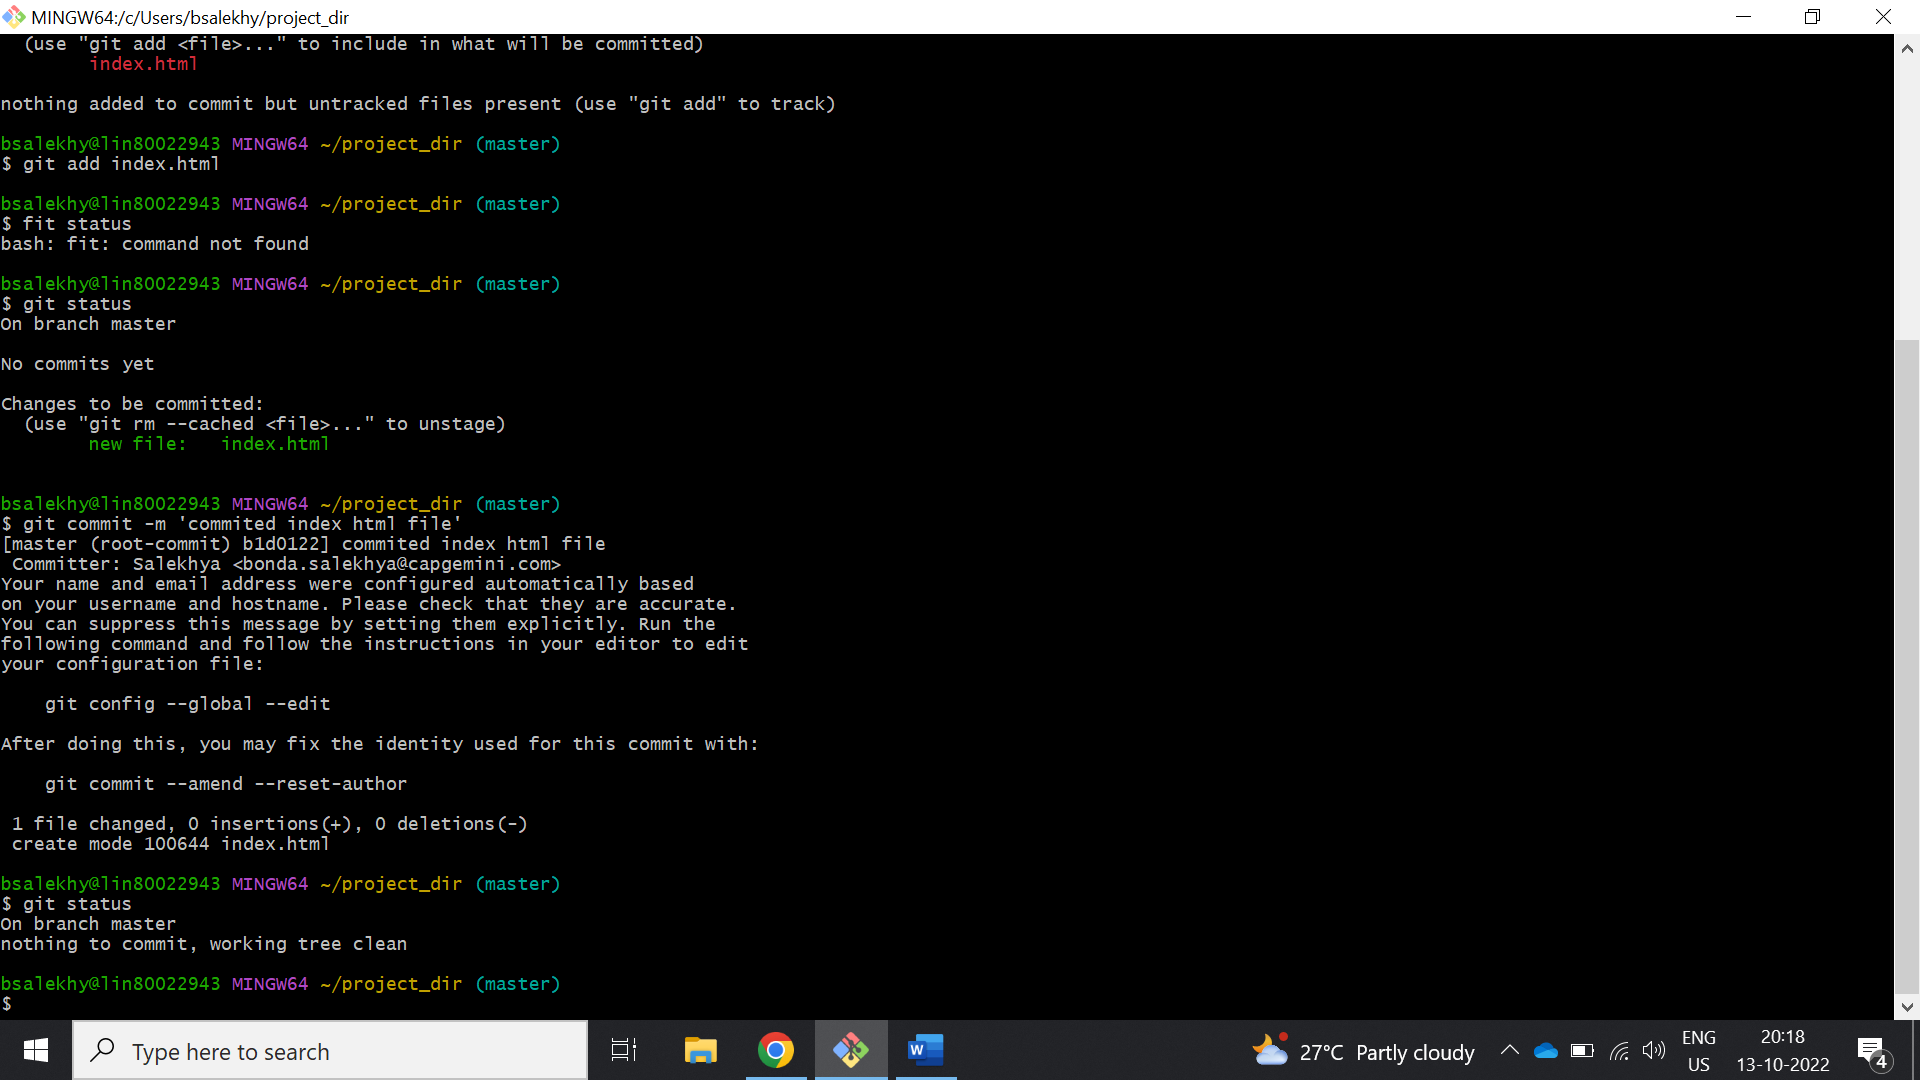 MINGW64:/c/Users/bsalekhy/project_dir
(use "git add <file>..." to include in what will be committed)
index.html
nothing added to commit but untracked files present (use "git add" to track)
bsalekhy@lin80022943 MINGW64 ~/project_dir (master)
$ git add index.html
bsalekhy@lin80022943 MINGW64 ~/project_dir (master)
$ fit status
bash: fit: command not found
bsalekhy@lin80022943 MINGW64 ~/project_dir (master)
$ git status
On branch master
No commits yet
Changes to be committed:
(use "git rm --cached <file>..." to unstage)
new file:   index.html
bsalekhy@lin80022943 MINGW64 ~/project_dir (master)
$ git commit -m 'commited index html file'
[master (root-commit) b1d0122] commited index html file
Committer: Salekhya <bonda.salekhya@capgemini.com>
Your name and email address were configured automatically based
on your username and hostname. Please check that they are accurate.
You can suppress this message by setting them explicitly. Run the
following command and follow the instructions in your editor to edit
your configuration file:
git config --global --edit
After doing this, you may fix the identity used for this commit with:
git commit --amend --reset-author
1 file changed, 0 insertions(+), 0 deletions(-)
create mode 100644 index.html
bsalekhy@lin80022943 MINGW64 ~/project_dir (master)
$ git status
On branch master
nothing to commit, working tree clean
bsalekhy@lin80022943 MINGW64 ~/project_dir (master)
$
Type here to search
W
27°C Partly cloudy
ENG
US
20:18
13-10-2022
4